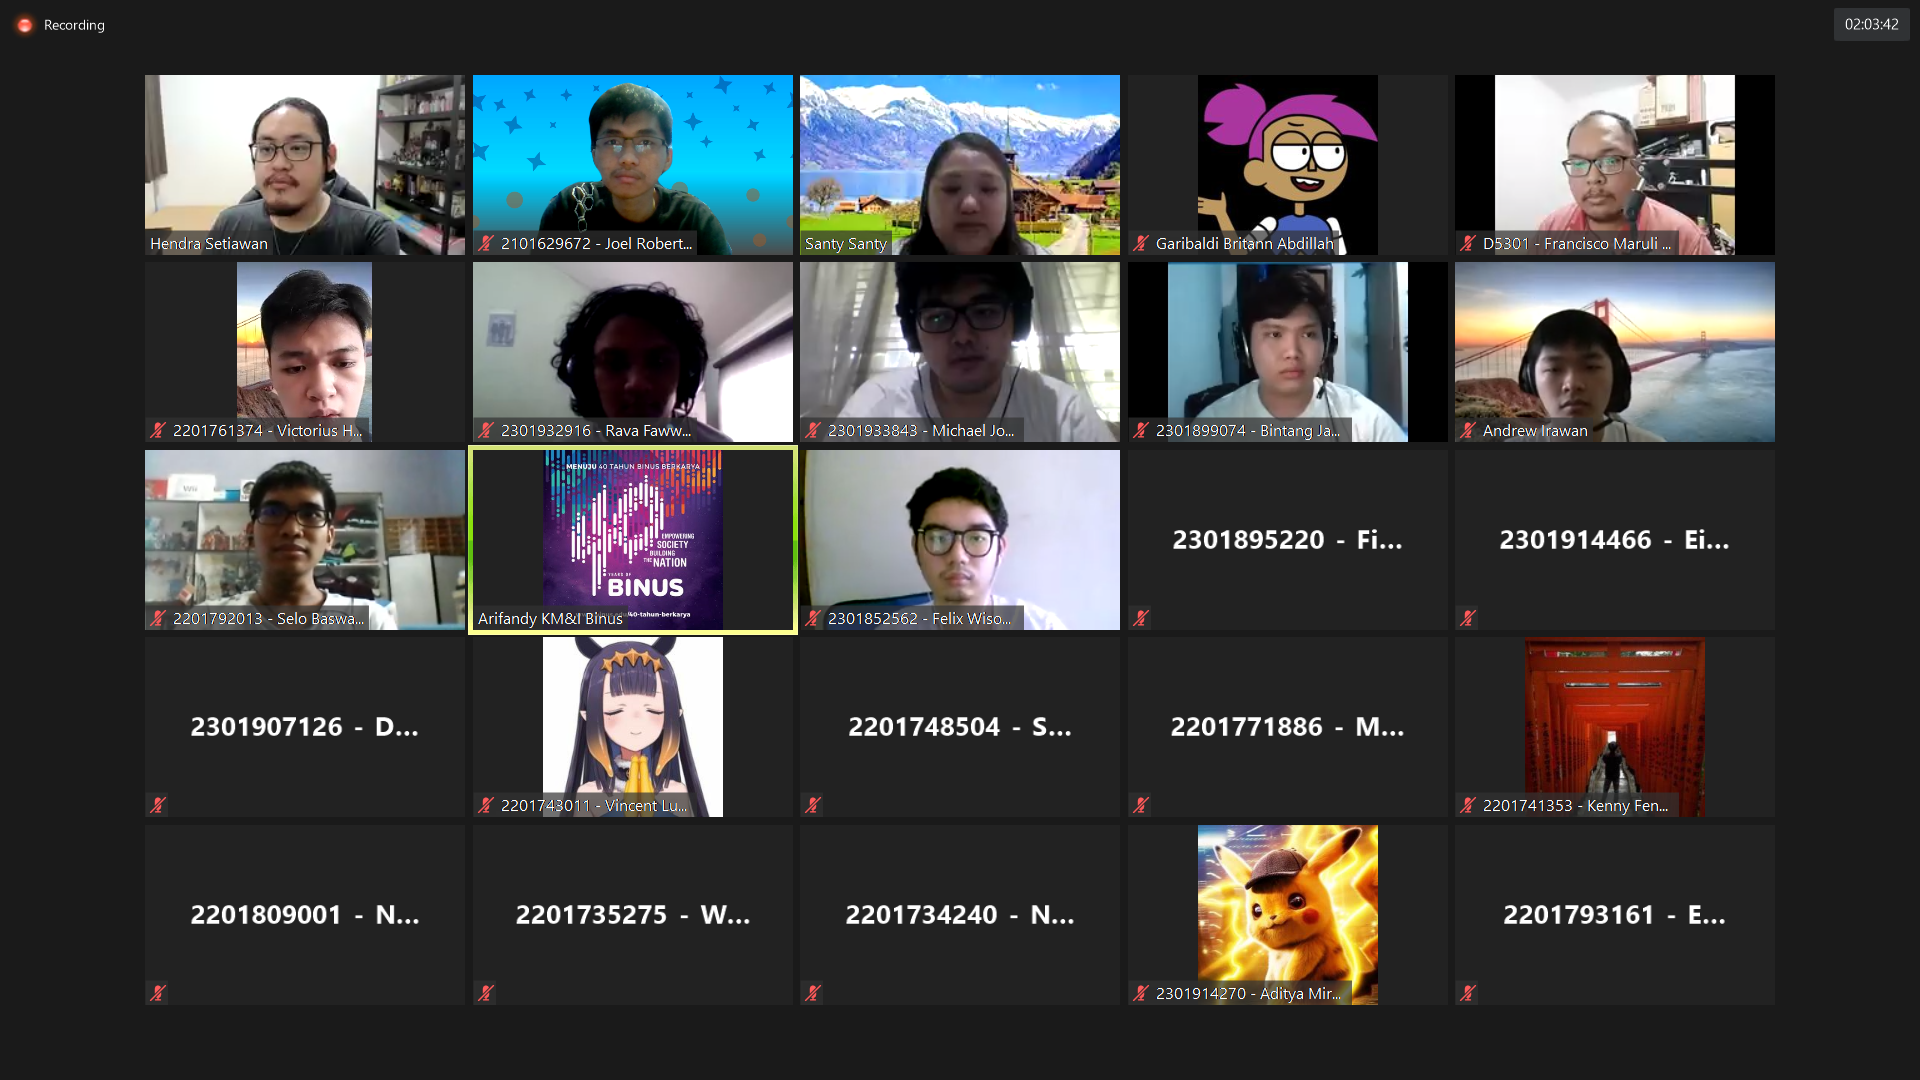 Recording
02:03:42
Hendra Setiawan
2101629672 - Joel Robert...
Santy Santy
Garibaldi Britann Abdillah
D5301 - Francisco Maruli ...
2201761374 - Victorius H...
2301932916 - Rava Faww...
2301933843 - Michael Jo...
2301899074 - Bintang Ja...
Andrew Irawan
Wii
2201792013 - Selo Baswa...
MENUJU 40 TAHUN BINUS BERKARYA
EMPOWERING
SOCIETY
BUILDING
THE NATION
YEARS OF
BINUS
40-tahun-berkarya
Arifandy KM&I Binus
2301852562 - Felix Wiso...
2301895220 - Fi...
2301914466 - Ei...
2301907126 - D...
2201743011 - Vincent Lu...
2201748504 - S...
2201771886 - M...
2201741353 - Kenny Fen...
2201809001 - N...
2201735275 - W...
2201734240 - N...
2301914270 - Aditya Mir...
2201793161 - E...